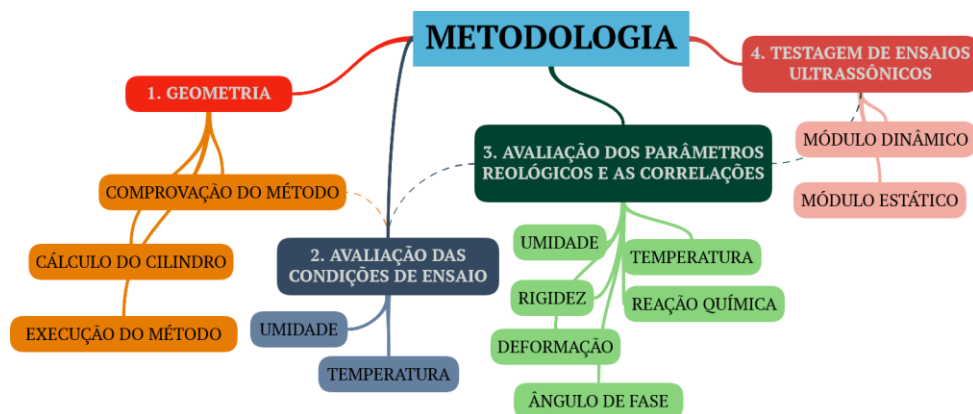 METODOLOGIA
1. GEOMETRIA
COMPROVAÇÃO DO MÉTODO
CÁLCULO DO CILINDRO
EXECUÇÃO DO MÉTODO
2. AVALIAÇÃO DAS
CONDIÇÕES DE ENSAIO
UMIDADE
TEMPERATURA
3. AVALIAÇÃO DOS PARÂMETROS
REOLÓGICOS E AS CORRELAÇÕES
UMIDADE
RIGIDEZ
DEFORMAÇÃO
ÂNGULO DE FASE
TEMPERATURA
REAÇÃO QUÍMICA
4. TESTAGEM DE ENSAIOS
ULTRASSÔNICOS
MÓDULO DINÂMICO
MÓDULO ESTÁTICO